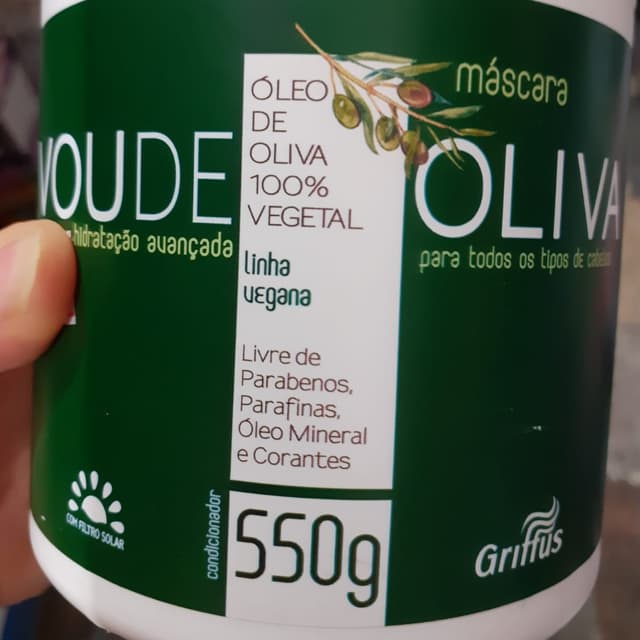 VOUDE
hidratação avançada
ÓLEO
DE
OLIVA
100%
VEGETAL
linha
vegana
Livre de
Parabenos,
Parafinas,
Óleo Mineral
e Corantes
máscara
OLIVA
para todos os tipos de cabelos
COM FILTRO SOLAR
condicionador
550g
Griffus